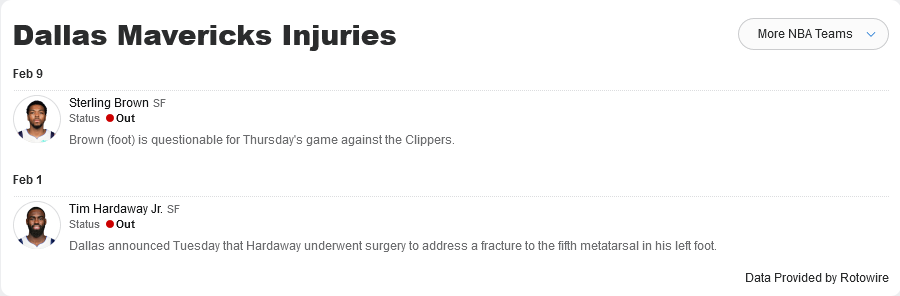 Dallas Mavericks Injuries
More NBA Teams
Feb 9
Sterling Brown SF
Status Out
Brown (foot) is questionable for Thursday's game against the Clippers.
Feb 1
Tim Hardaway Jr. SF
Status Out
Dallas announced Tuesday that Hardaway underwent surgery to address a fracture to the fifth metatarsal in his left foot.
Data Provided by Rotowire